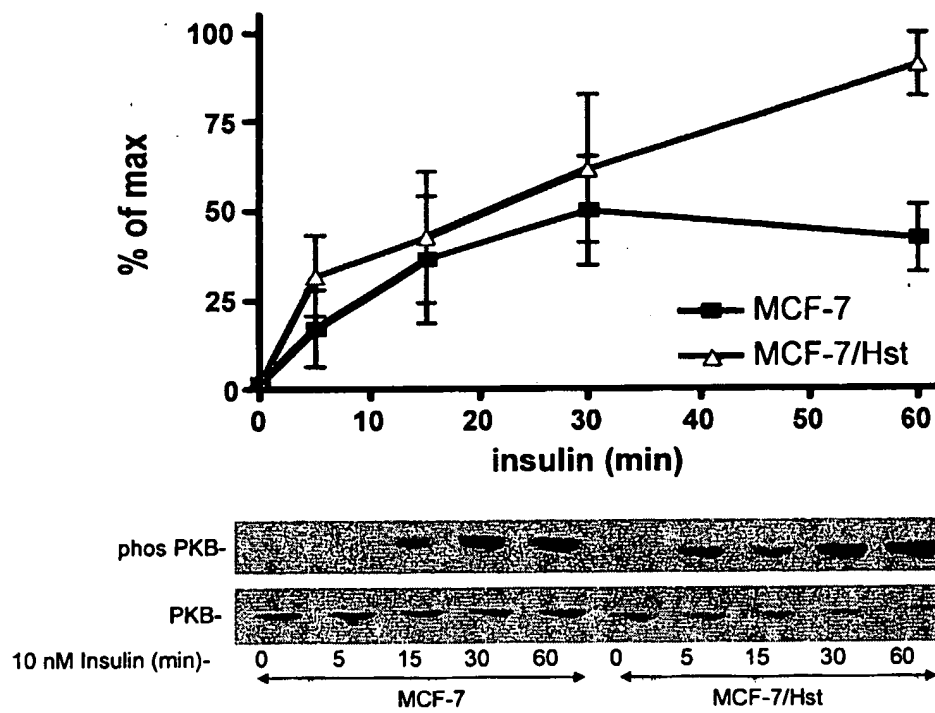 100
75
50
25
0
% of max
MCF-7
MCF-7/Hst
0 10 20 30 40 50 60
insulin (min)
phos PKB-
PKB-
10 nM Insulin (min)- 0 5 15 30 60 0 5 15 30 60
MCF-7 MCF-7/Hst